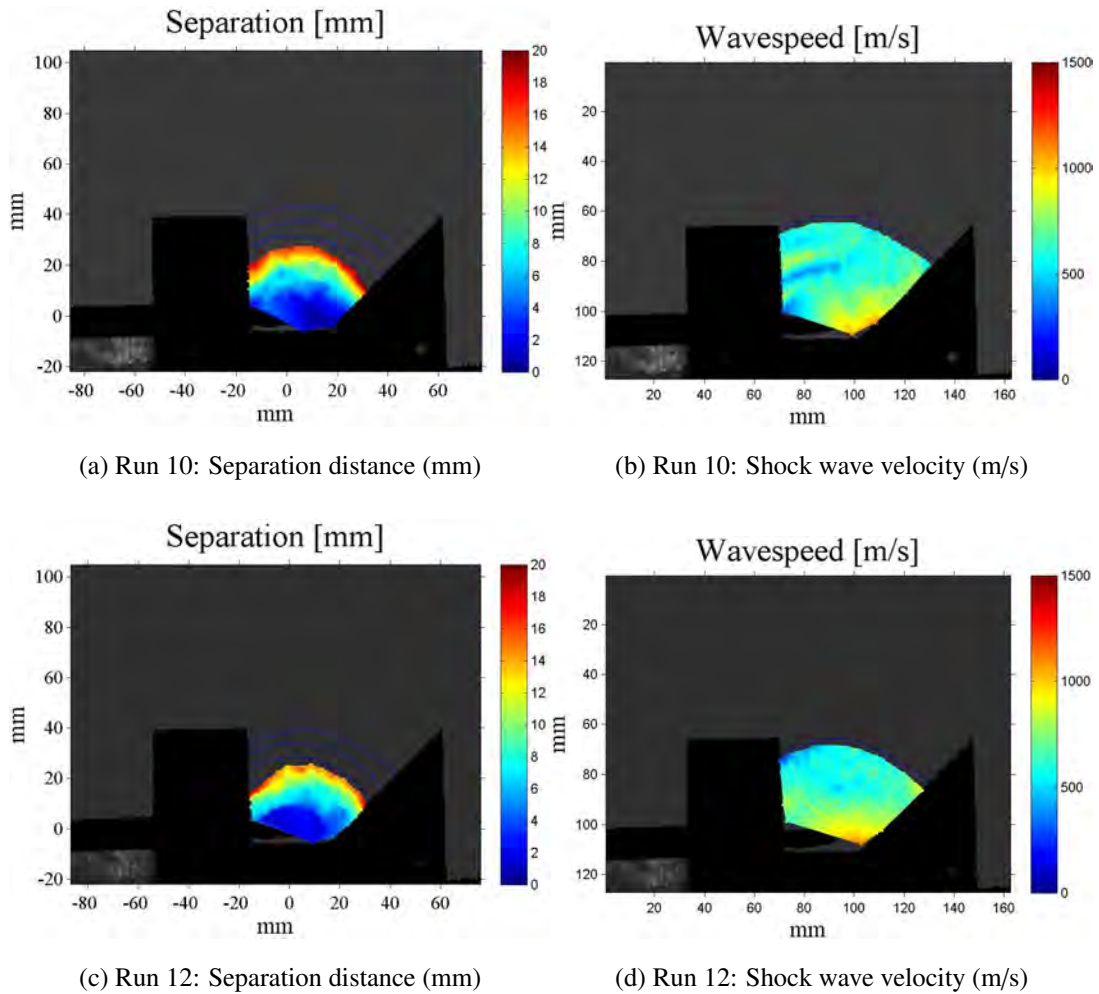 Separation [mm]
100
80
60
40
20
0
-20
mm
-80 -60 -40 -20 0 20 40 60
mm
20
18
16
14
12
10
8
6
4
2
0
(a) Run 10: Separation distance (mm)
Wavespeed [m/s]
20
40
60
80
100
120
mm
20 40 60 80 100 120 140 160
mm
1500
1000
500
0
(b) Run 10: Shock wave velocity (m/s)
Separation [mm]
100
80
60
40
20
0
-20
mm
-80 -60 -40 -20 0 20 40 60
mm
20
18
16
14
12
10
8
6
4
2
0
(c) Run 12: Separation distance (mm)
Wavespeed [m/s]
20
40
60
80
100
120
mm
20 40 60 80 100 120 140 160
mm
1500
1000
500
0
(d) Run 12: Shock wave velocity (m/s)